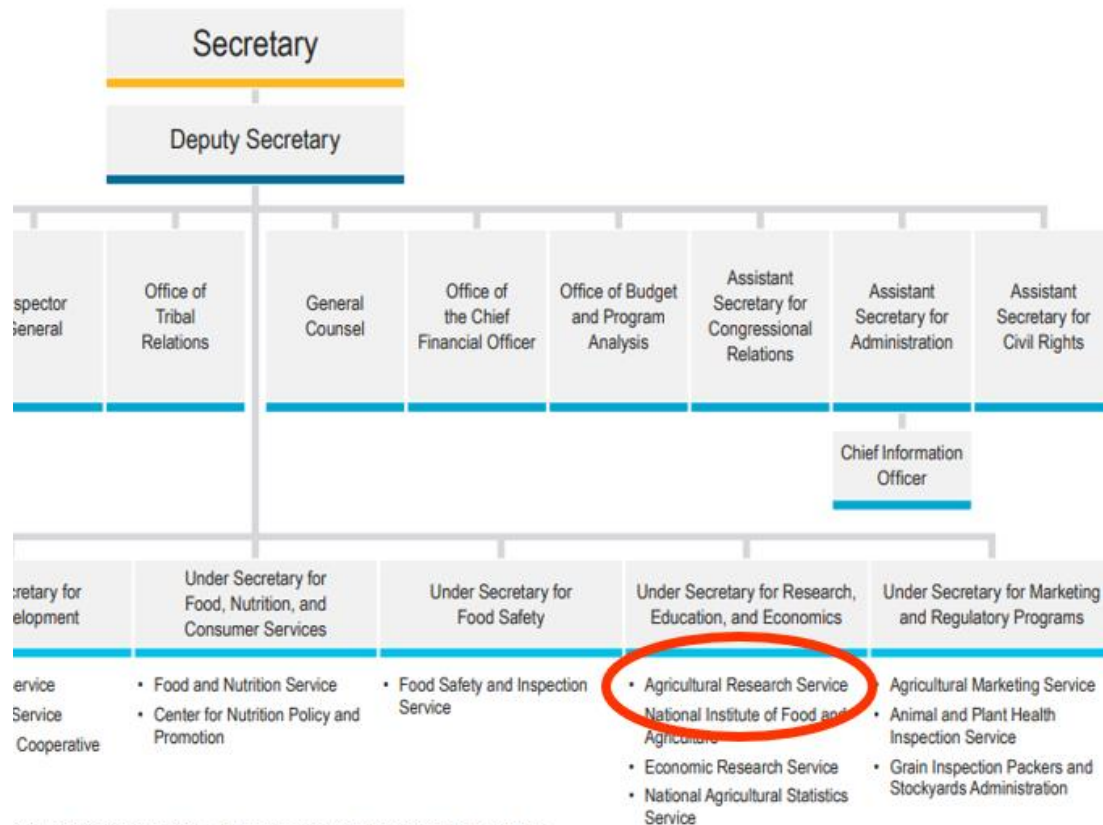 Secretary
Deputy Secretary
spector
General
Office of
Tribal
Relations
General
Counsel
Office of
the Chief
Financial Officer
Office of Budget
and Program
Analysis
Assistant
Secretary for
Congressional
Relations
Assistant
Secretary for
Administration
Assistant
Secretary for
Civil Rights
Chief Information
Officer
cretary for
elopment
ervice
Service
Cooperative
Under Secretary for
Food, Nutrition, and
Consumer Services
• Food and Nutrition Service
• Center for Nutrition Policy and
Promotion
Under Secretary for
Food Safety
• Food Safety and Inspection
Service
Under Secretary for Research,
Education, and Economics
• Agricultural Research Service
National Institute of Food and
Agriculture
• Economic Research Service
• National Agricultural Statistics
Service
Under Secretary for Marketing
and Regulatory Programs
• Agricultural Marketing Service
• Animal and Plant Health
Inspection Service
• Grain Inspection Packers and
Stockyards Administration